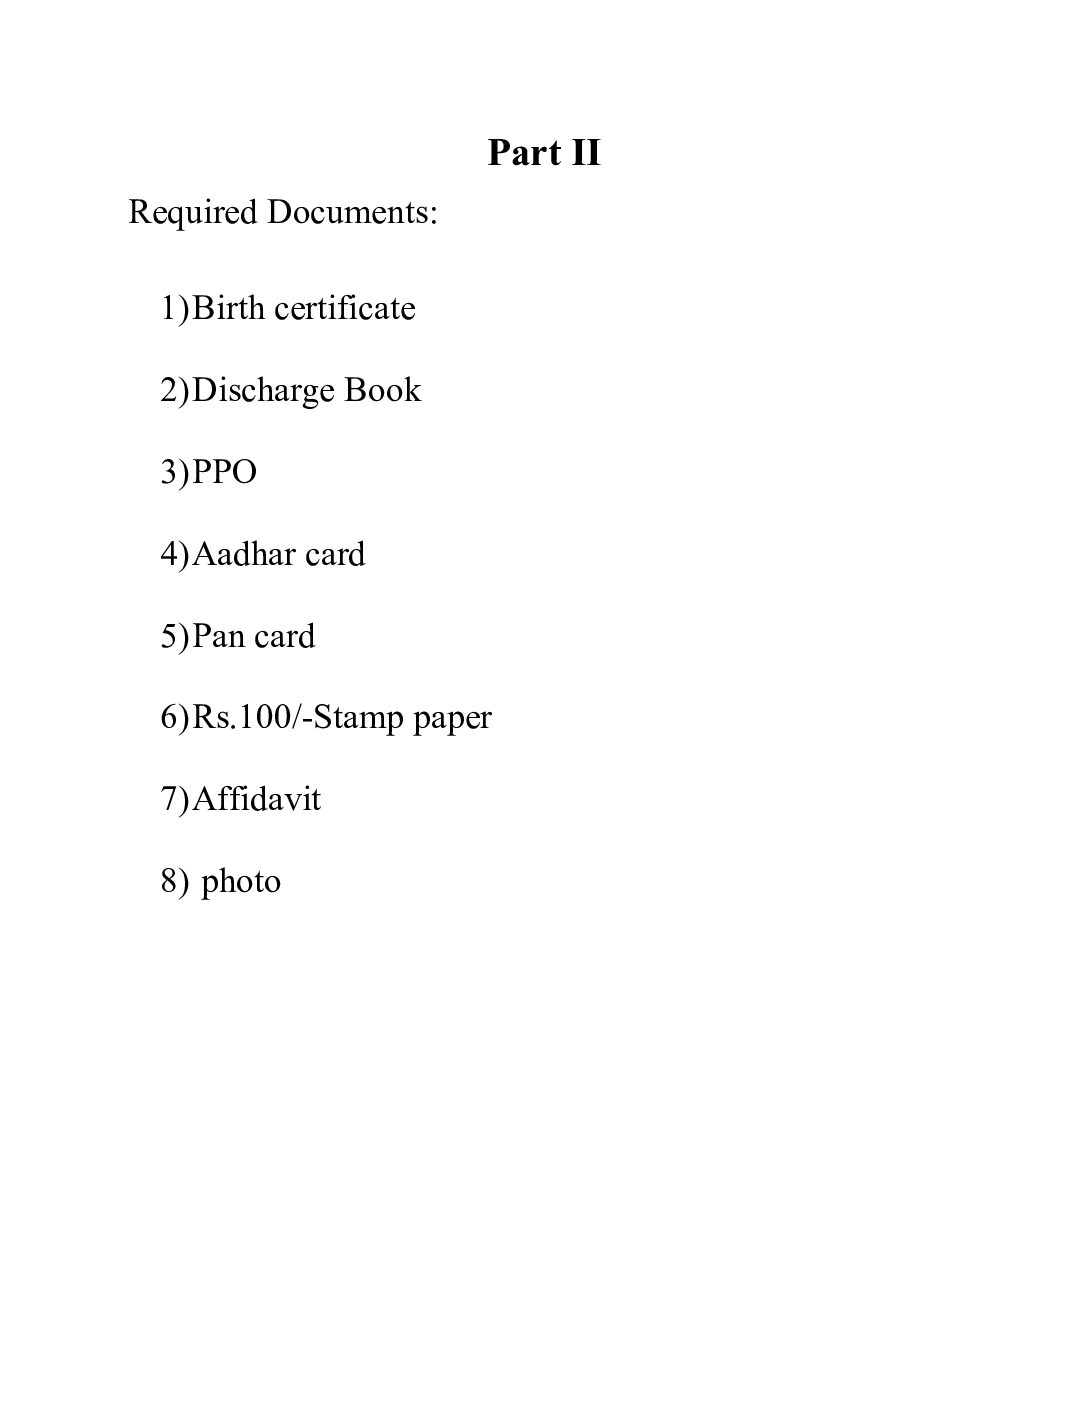 Part II
Required Documents:
1)Birth certificate
2)Discharge Book
3)PPO
4)Aadhar card
5)Pan card
6)Rs.100/-Stamp paper
7)Affidavit
8) photo